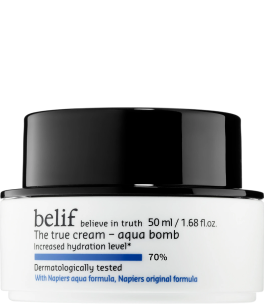 belif believe in truth 50 ml / 1.68 fl.oz.
The true cream – aqua bomb
Increased hydration level*
70%
Dermatologically tested
With Napiers aqua formula, Napiers original formula